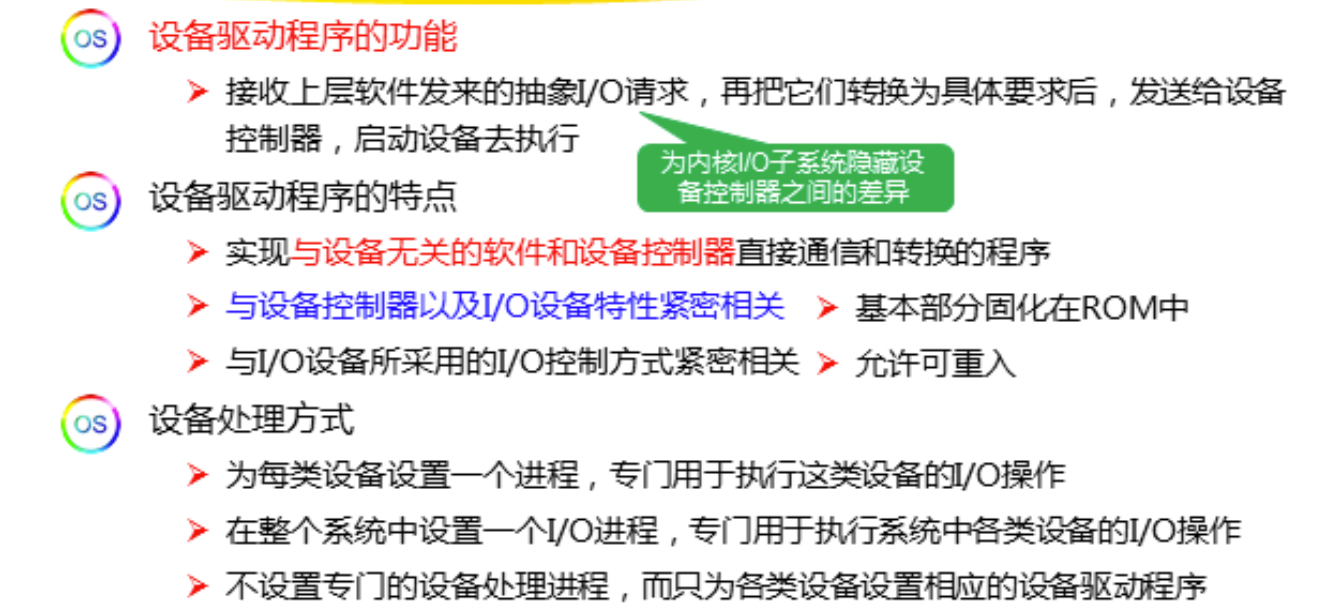 OS 设备驱动程序的功能
接收上层软件发来的抽象I/O请求，再把它们转换为具体要求后，发送给设备
控制器，启动设备去执行
为内核I/O子系统隐藏设
备控制器之间的差异
OS 设备驱动程序的特点
实现与设备无关的软件和设备控制器直接通信和转换的程序
与设备控制器以及I/O设备特性紧密相关
基本部分固化在ROM中
与I/O设备所采用的I/O控制方式紧密相关
允许可重入
OS 设备处理方式
为每类设备设置一个进程，专门用于执行这类设备的I/O操作
在整个系统中设置一个I/O进程，专门用于执行系统中各类设备的I/O操作
不设置专门的设备处理进程，而只为各类设备设置相应的设备驱动程序